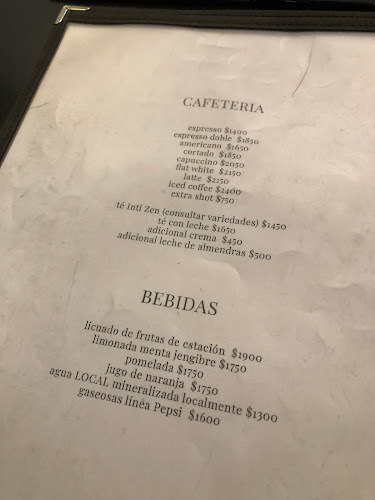 CAFETERIA
espresso $1400
espresso doble $1850
americano $1650
cortado $1850
capuccino $2050
flat white $2150
latte $2150
iced coffee $2400
extra shot $750
té Inti Zen (consultar variedades) $1450
té con leche $1650
adicional crema $450
adicional leche de almendras $500
BEBIDAS
licuado de frutas de estación $1900
limonada menta jengibre $1750
pomelada $1750
jugo de naranja $1750
agua LOCAL mineralizada localmente $1300
gaseosas línea Pepsi $1600